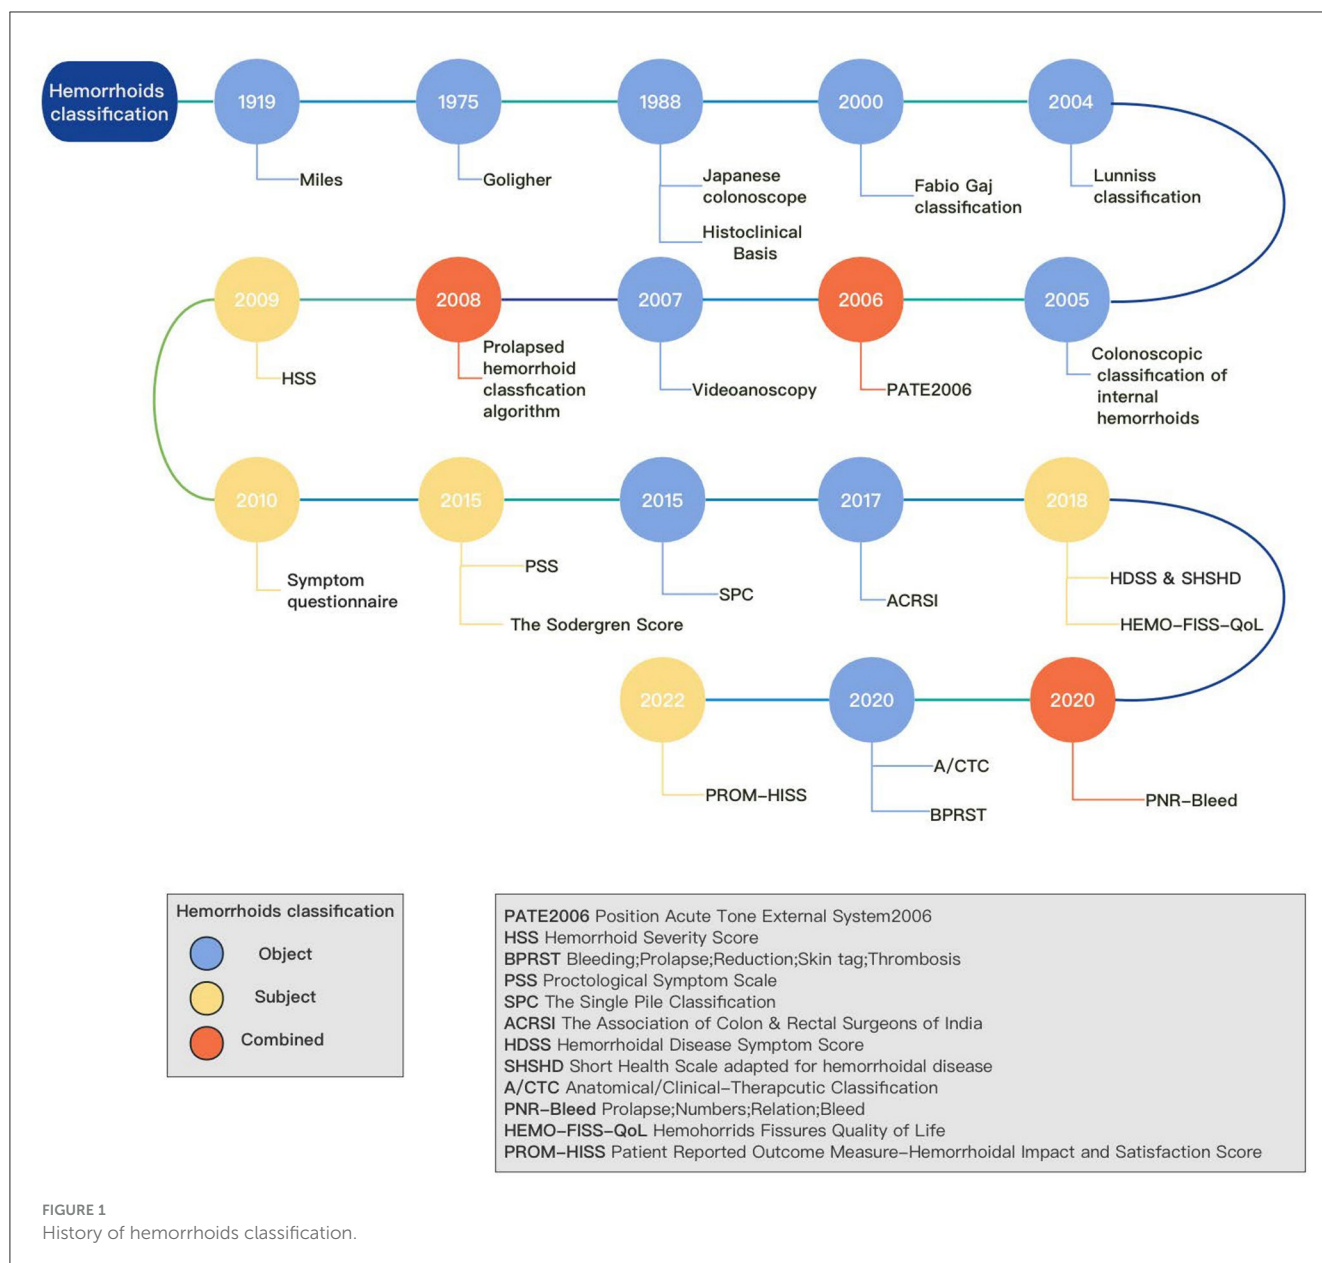 Hemorrhoids
classification
1919
1975
1988
2000
2004
Miles
Goligher
Japanese
colonoscope
Histoclinical
Basis
Fabio Gaj
classification
Lunniss
classification
2009
2008
2007
2006
2005
HSS
Prolapsed
hemorrhoid
classfication
algorithm
Videoanoscopy
PATE2006
Colonoscopic
classification of
internal
hemorrhoids
2010
2015
2015
2017
2018
Symptom
questionnaire
PSS
The Sodergren Score
SPC
ACRSI
HDSS & SHSHD
HEMO–FISS–QoL
2022
2020
2020
PROM–HISS
A/CTC
BPRST
PNR–Bleed
Hemorrhoids classification
Object
Subject
Combined
PATE2006 Position Acute Tone External System2006
HSS Hemorrhoid Severity Score
BPRST Bleeding;Prolapse;Reduction;Skin tag;Thrombosis
PSS Proctological Symptom Scale
SPC The Single Pile Classification
ACRSI The Association of Colon & Rectal Surgeons of India
HDSS Hemorrhoidal Disease Symptom Score
SHSHD Short Health Scale adapted for hemorrhoidal disease
A/CTC Anatomical/Clinical–Therapcutic Classification
PNR–Bleed Prolapse;Numbers;Relation;Bleed
HEMO–FISS–QoL Hemohorrids Fissures Quality of Life
PROM–HISS Patient Reported Outcome Measure–Hemorrhoidal Impact and Satisfaction Score
FIGURE 1
History of hemorrhoids classification.